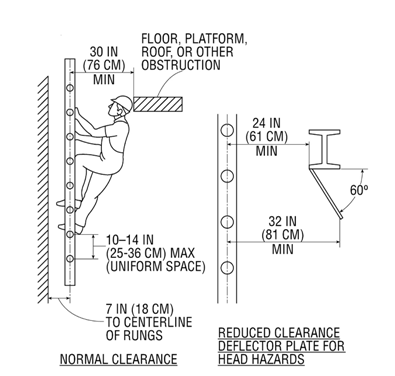 30 IN
(76 CM)
MIN
FLOOR, PLATFORM,
ROOF, OR OTHER
OBSTRUCTION
24 IN
(61 CM)
MIN
60º
32 IN
(81 CM)
MIN
10–14 IN
(25-36 CM) MAX
(UNIFORM SPACE)
7 IN (18 CM)
TO CENTERLINE
OF RUNGS
NORMAL CLEARANCE
REDUCED CLEARANCE
DEFLECTOR PLATE FOR
HEAD HAZARDS